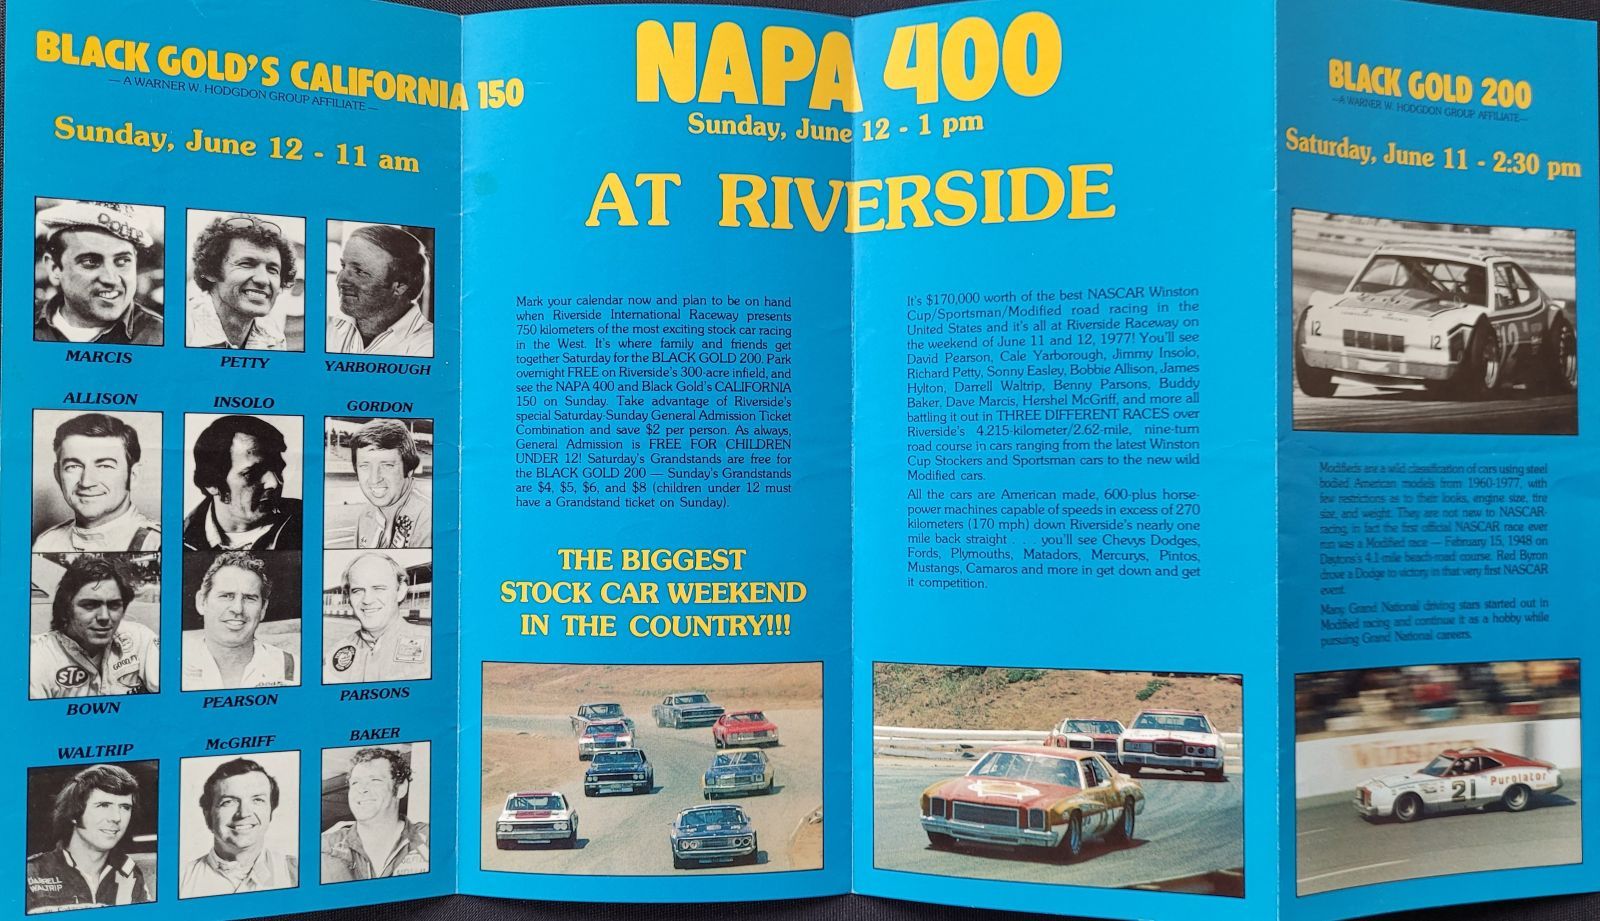 BLACK GOLD'S CALIFORNIA 150
— A WARNER W. HODGDON GROUP AFFILIATE —
Sunday, June 12 - 11 am
MARCIS
PETTY
YARBOROUGH
ALLISON
INSOLO
GORDON
STP
BOWN
PEARSON
PARSONS
WALTRIP
McGRIFF
BAKER
DARRELL
WALTRIP
NAPA 400
Sunday, June 12 - 1 pm
AT RIVERSIDE
Mark your calendar now and plan to be on hand
when Riverside International Raceway presents
750 kilometers of the most exciting stock car racing
in the West. It's where family and friends get
together Saturday for the BLACK GOLD 200. Park
overnight FREE on Riverside's 300-acre infield, and
see the NAPA 400 and Black Gold's CALIFORNIA
150 on Sunday. Take advantage of Riverside's
special Saturday-Sunday General Admission Ticket
Combination and save $2 per person. As always,
General Admission is FREE FOR CHILDREN
UNDER 12! Saturday's Grandstands are free for
the BLACK GOLD 200 — Sunday's Grandstands
are $4, $5, $6, and $8 (children under 12 must
have a Grandstand ticket on Sunday).
THE BIGGEST
STOCK CAR WEEKEND
IN THE COUNTRY!!!
It's $170,000 worth of the best NASCAR Winston
Cup/Sportsman/Modified road racing in the
United States and it's all at Riverside Raceway on
the weekend of June 11 and 12, 1977! You'll see
David Pearson, Cale Yarborough, Jimmy Insolo,
Richard Petty, Sonny Easley, Bobbie Allison, James
Hylton, Darrell Waltrip, Benny Parsons, Buddy
Baker, Dave Marcis, Hershel McGriff, and more all
battling it out in THREE DIFFERENT RACES over
Riverside's 4.215-kilometer/2.62-mile, nine-turn
road course in cars ranging from the latest Winston
Cup Stockers and Sportsman cars to the new wild
Modified cars.
All the cars are American made, 600-plus horse-
power machines capable of speeds in excess of 270
kilometers (170 mph) down Riverside's nearly one
mile back straight . . . you'll see Chevys Dodges,
Fords, Plymouths, Matadors, Mercurys, Pintos,
Mustangs, Camaros and more in get down and get
it competition.
BLACK GOLD 200
—A WARNER W. HODGDON GROUP AFFILIATE—
Saturday, June 11 - 2:30 pm
12
12
Modifieds are a wild classification of cars using steel
bodied American models from 1960-1977, with
few restrictions as to their looks, engine size, tire
size, and weight. They are not new to NASCAR
racing, in fact the first official NASCAR race ever
run was a Modified race — February 15, 1948 on
Daytona's 4.1-mile beach-road course. Red Byron
drove a Dodge to victory in that very first NASCAR
event.
Many Grand National driving stars started out in
Modified racing and continue it as a hobby while
pursuing Grand National careers.
Winston
21
Purolator